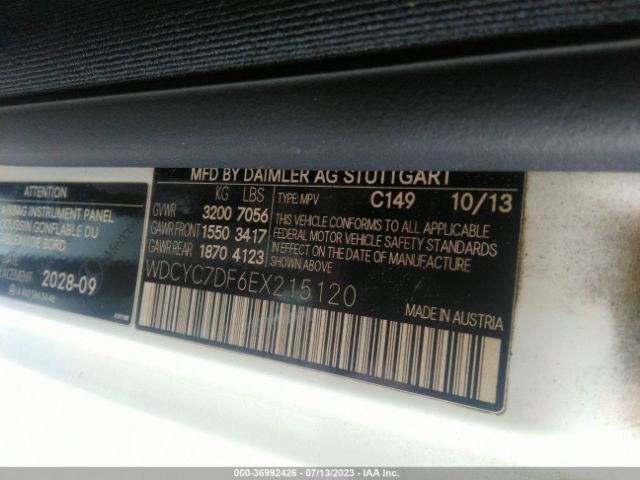 ATTENTION
AIRBAG INSTRUMENT PANEL
COUSSIN GONFLABLE DU
TABLEAU DE BORD
2028-09
MFD BY DAIMLER AG STUTTGART
KG LBS TYPE: MPV C149 10/13
GVWR 3200 7056
GAWR FRONT 1550 3417
GAWR REAR 1870 4123
THIS VEHICLE CONFORMS TO ALL APPLICABLE
FEDERAL MOTOR VEHICLE SAFETY STANDARDS
IN EFFECT ON THE DATE OF MANUFACTURE
SHOWN ABOVE
WDCYC7DF6EX215120
MADE IN AUSTRIA
000-36992426 - 07/13/2023 - IAA Inc.